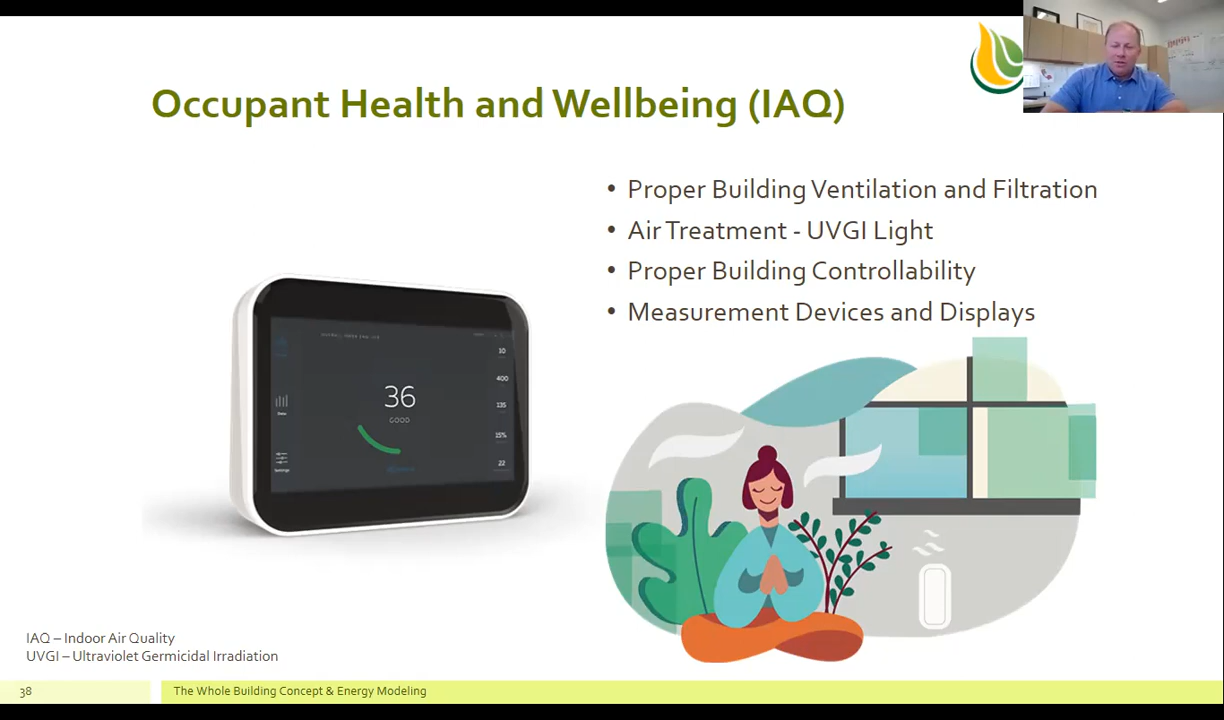 Occupant Health and Wellbeing (IAQ)
• Proper Building Ventilation and Filtration
• Air Treatment - UVGI Light
• Proper Building Controllability
• Measurement Devices and Displays
10
400
36
135
GOOD
Data
15%
Settings
22
IAQ – Indoor Air Quality
UVGI – Ultraviolet Germicidal Irradiation
38
The Whole Building Concept & Energy Modeling